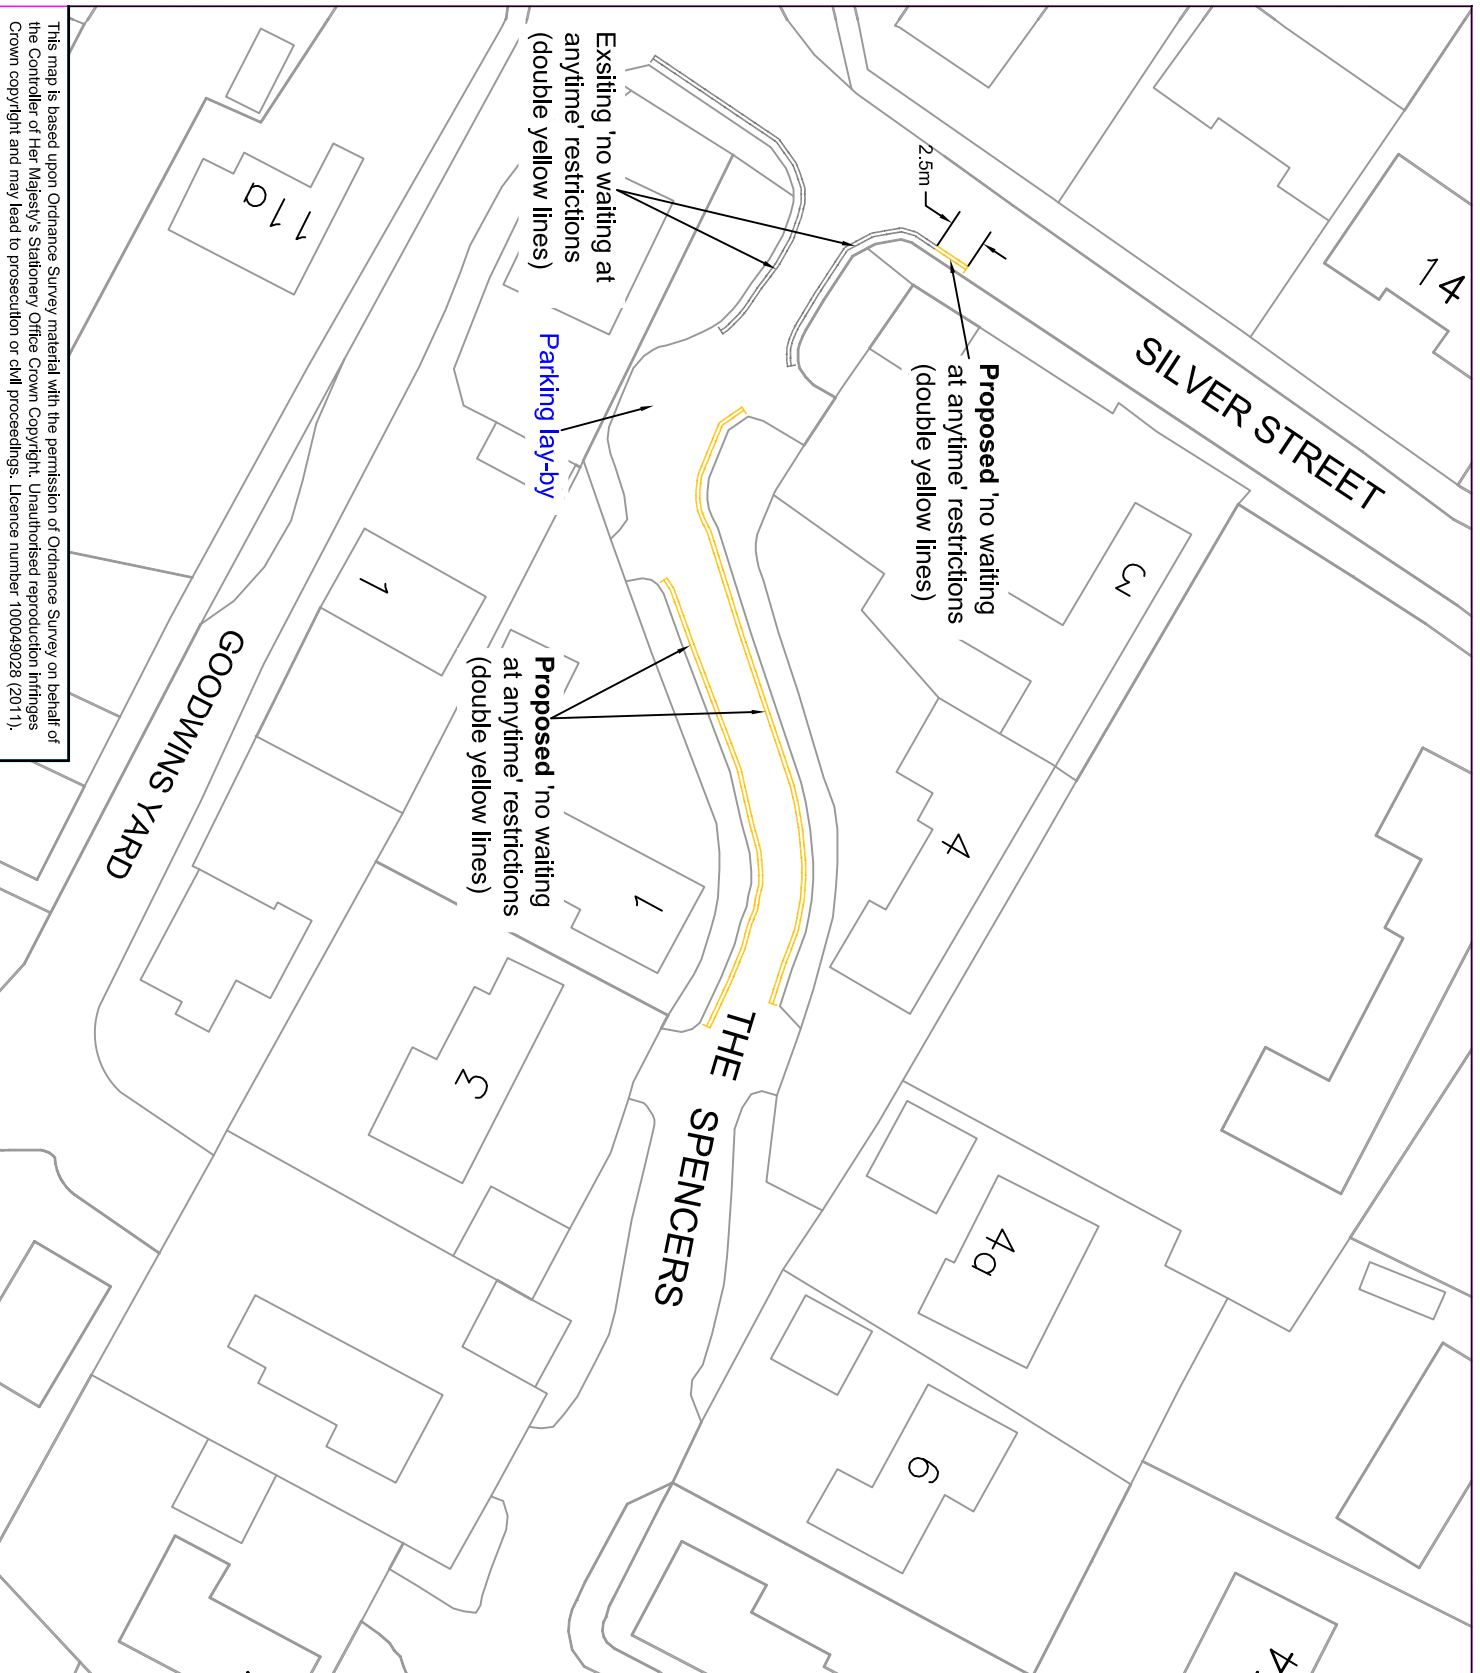 Exsiting 'no waiting at
anytime' restrictions
(double yellow lines)
2.5m
Proposed 'no waiting
at anytime' restrictions
(double yellow lines)
SILVER STREET
14
3
Parking lay-by
Proposed 'no waiting
at anytime' restrictions
(double yellow lines)
11a
1
GOODWINS YARD
1
4
3
THE SPENCERS
4a
6
4
This map is based upon Ordnance Survey material with the permission of Ordnance Survey on behalf of
the Controller of Her Majesty's Stationery Office Crown Copyright. Unauthorised reproduction infringes
Crown copyright and may lead to prosecution or civil proceedings. Licence number 100049028 (2011).